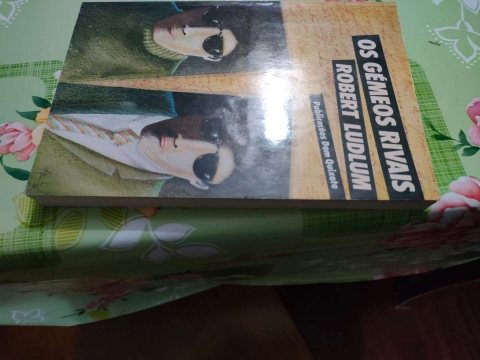 OS GÉMEOS RIVAIS
ROBERT LUDLUM
Publicações Dom Quixote